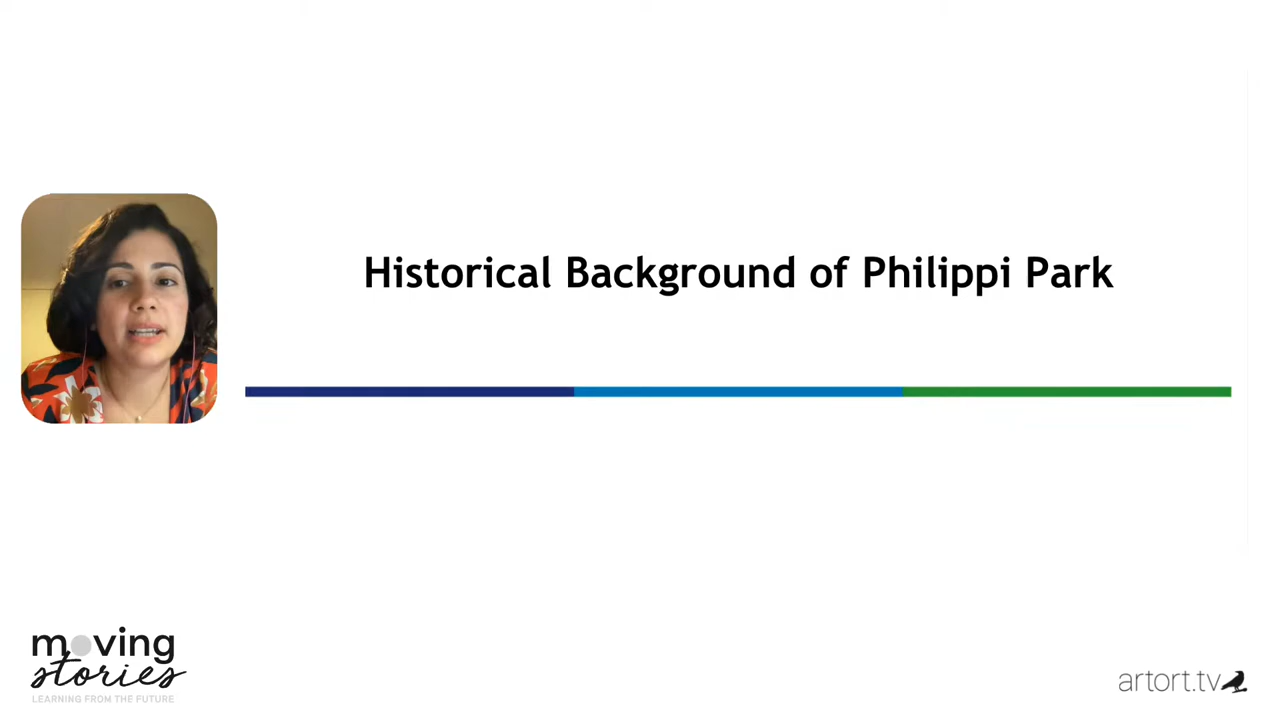 Historical Background of Philippi Park
moving
stories
LEARNING FROM THE FUTURE
artort.tv